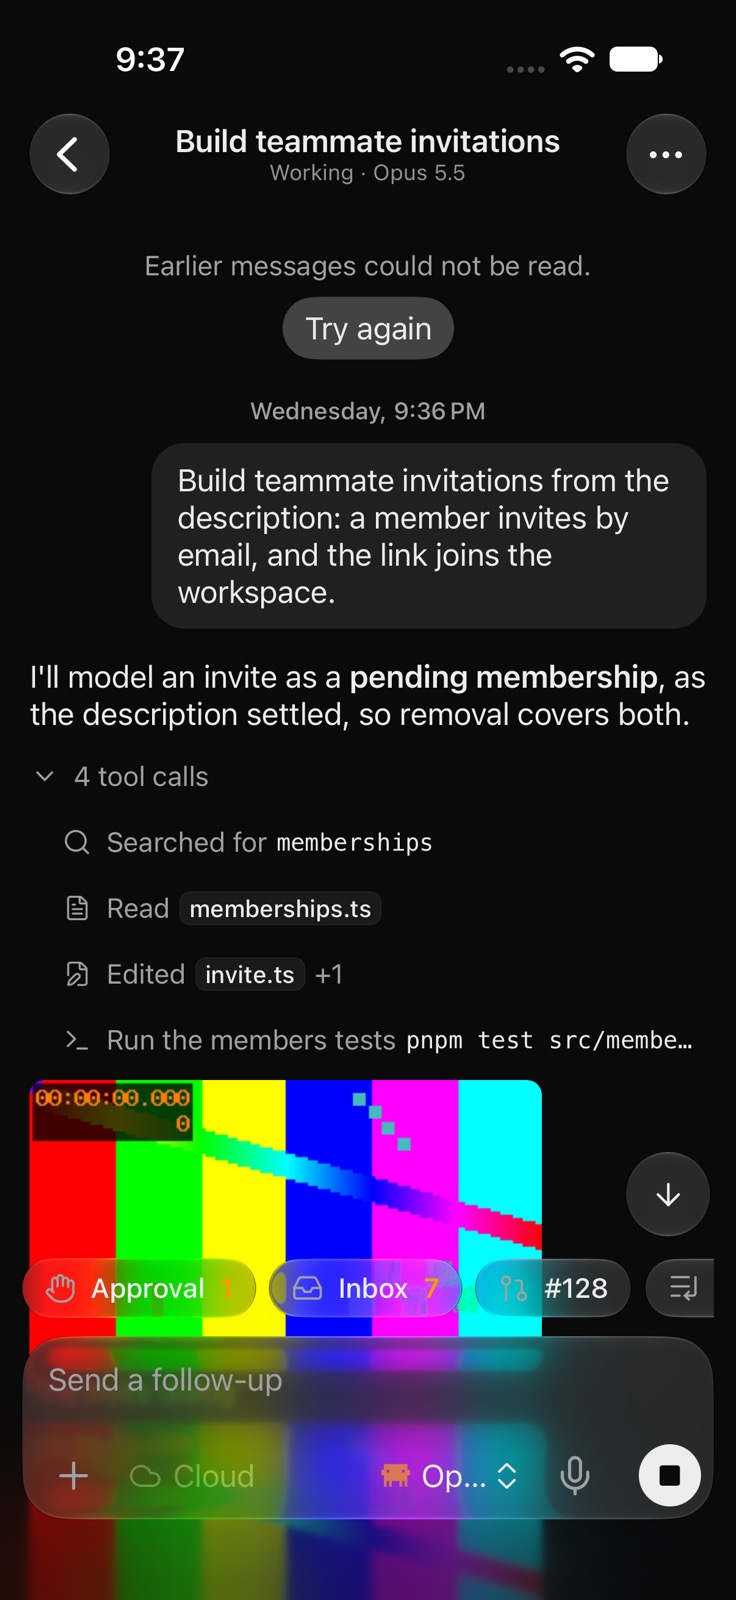 9:37
Build teammate invitations
Working · Opus 5.5
Earlier messages could not be read.
Try again
Wednesday, 9:36 PM
Build teammate invitations from the
description: a member invites by
email, and the link joins the
workspace.
I'll model an invite as a pending membership, as
the description settled, so removal covers both.
4 tool calls
Searched for memberships
Read memberships.ts
Edited invite.ts +1
Run the members tests pnpm test src/membe…
00:00:00.000
0
Approval 1
Inbox 7
#128
Send a follow-up
Cloud
Op...